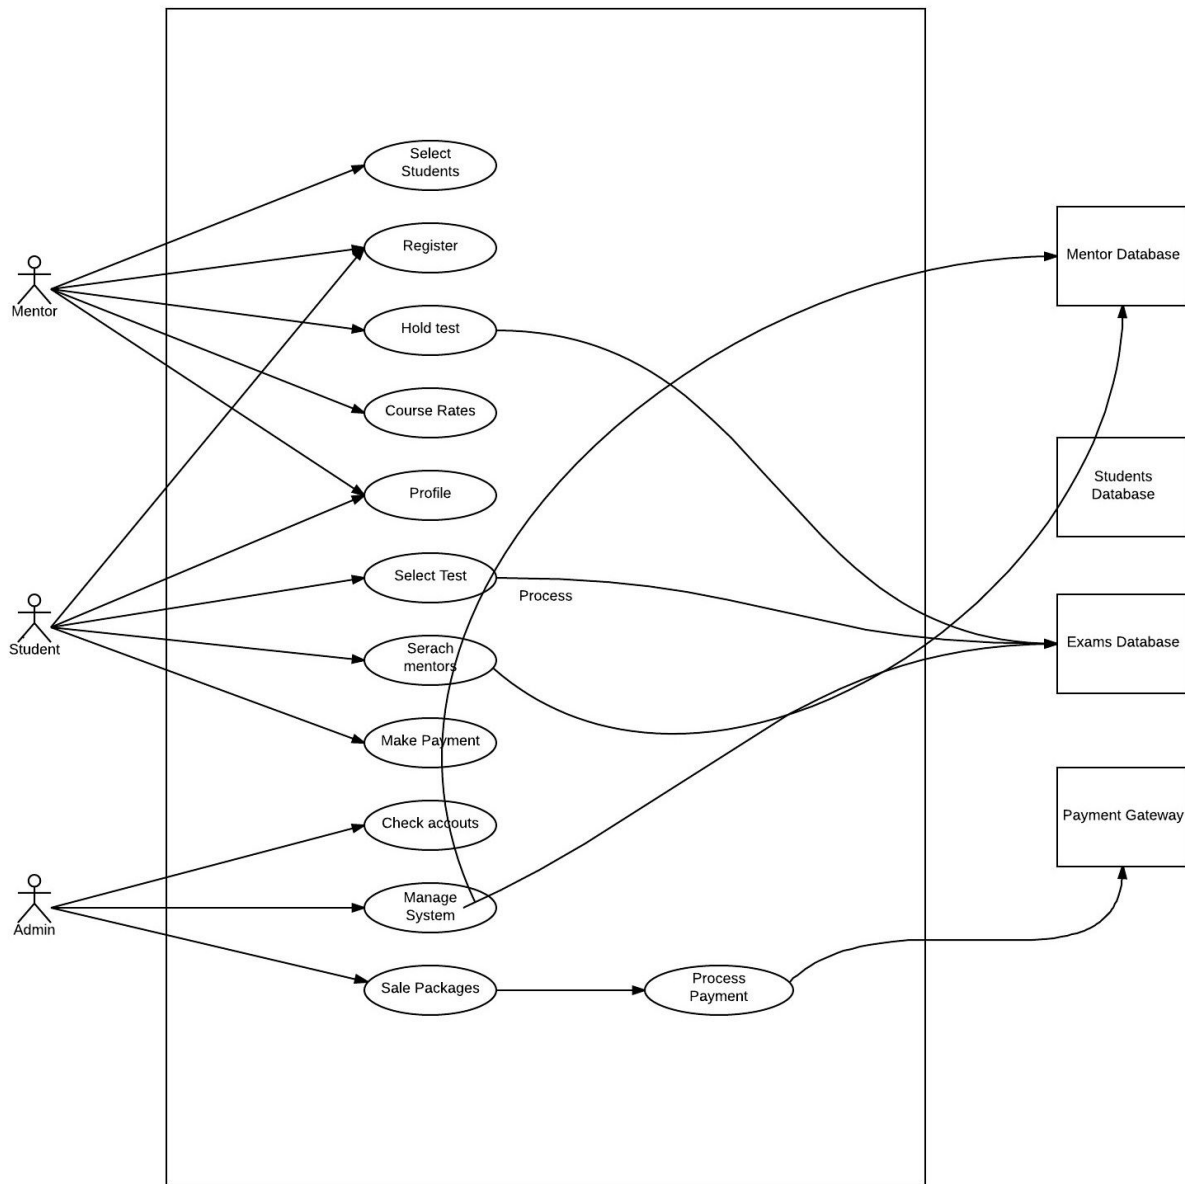 Select
Students
Register
Mentor Database
Mentor
Hold test
Course Rates
Profile
Students
Database
Select Test
Process
Student
Serach
mentors
Exams Database
Make Payment
Check accouts
Payment Gateway
Manage
System
Admin
Sale Packages
Process
Payment